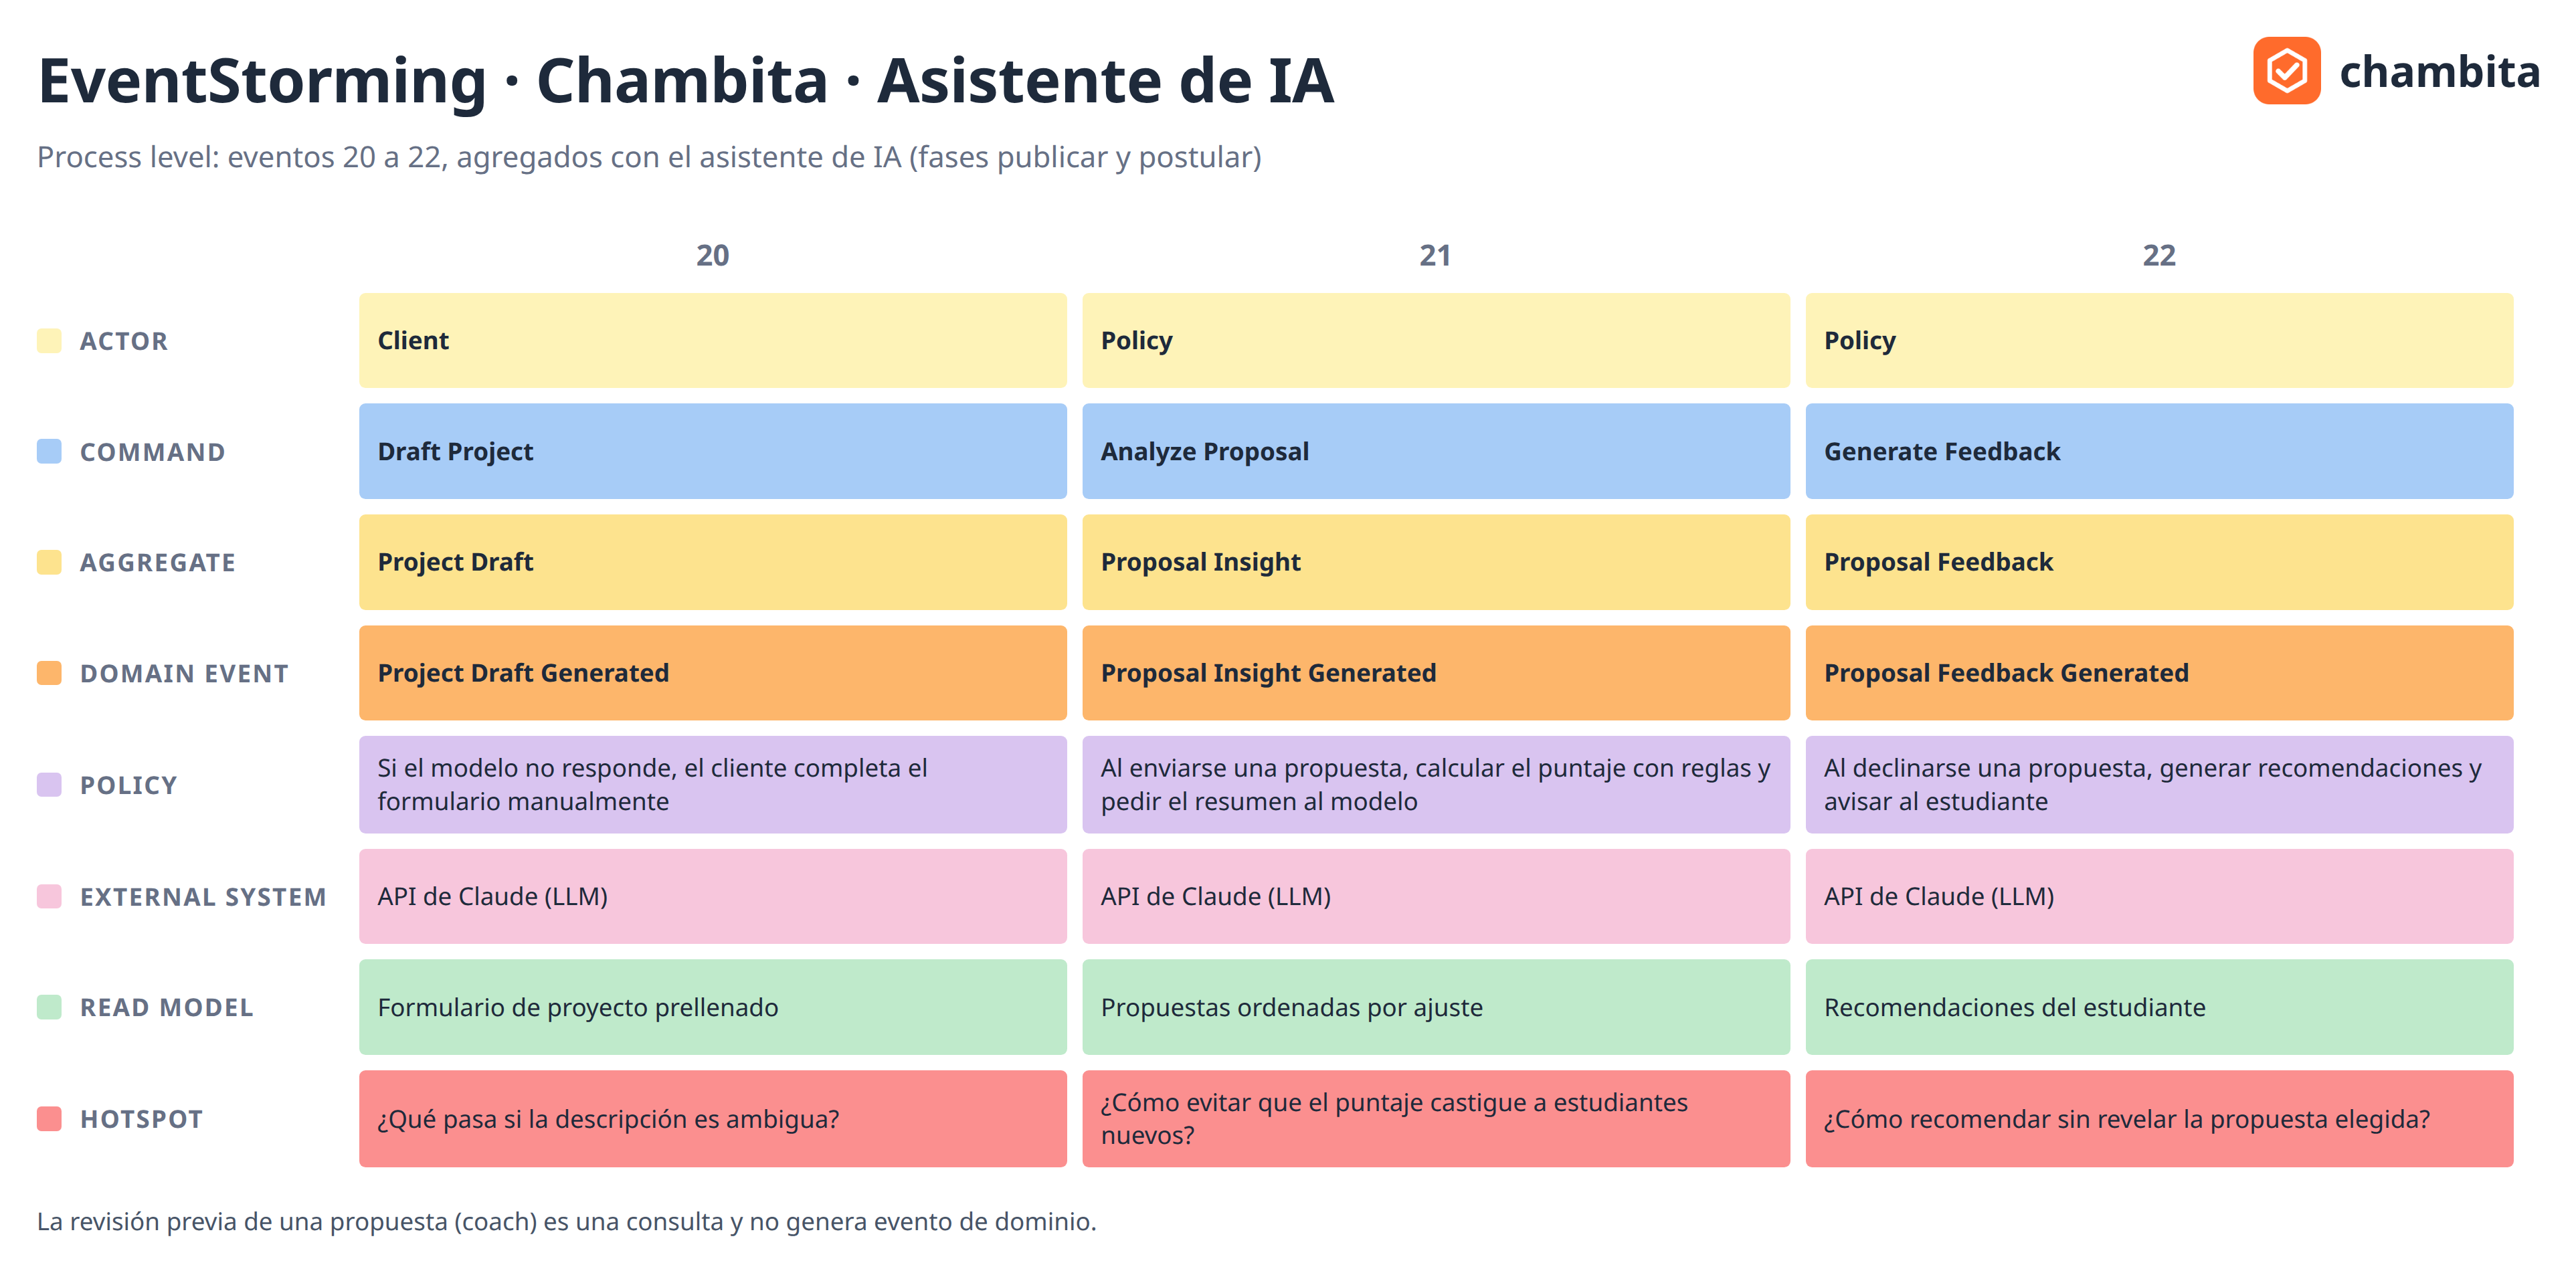 EventStorming · Chambita · Asistente de IA
chambita
Process level: eventos 20 a 22, agregados con el asistente de IA (fases publicar y postular)
20
21
22
ACTOR
Client
Policy
Policy
COMMAND
Draft Project
Analyze Proposal
Generate Feedback
AGGREGATE
Project Draft
Proposal Insight
Proposal Feedback
DOMAIN EVENT
Project Draft Generated
Proposal Insight Generated
Proposal Feedback Generated
POLICY
Si el modelo no responde, el cliente completa el
formulario manualmente
Al enviarse una propuesta, calcular el puntaje con reglas y
pedir el resumen al modelo
Al declinarse una propuesta, generar recomendaciones y
avisar al estudiante
EXTERNAL SYSTEM
API de Claude (LLM)
API de Claude (LLM)
API de Claude (LLM)
READ MODEL
Formulario de proyecto prellenado
Propuestas ordenadas por ajuste
Recomendaciones del estudiante
HOTSPOT
¿Qué pasa si la descripción es ambigua?
¿Cómo evitar que el puntaje castigue a estudiantes
nuevos?
¿Cómo recomendar sin revelar la propuesta elegida?
La revisión previa de una propuesta (coach) es una consulta y no genera evento de dominio.